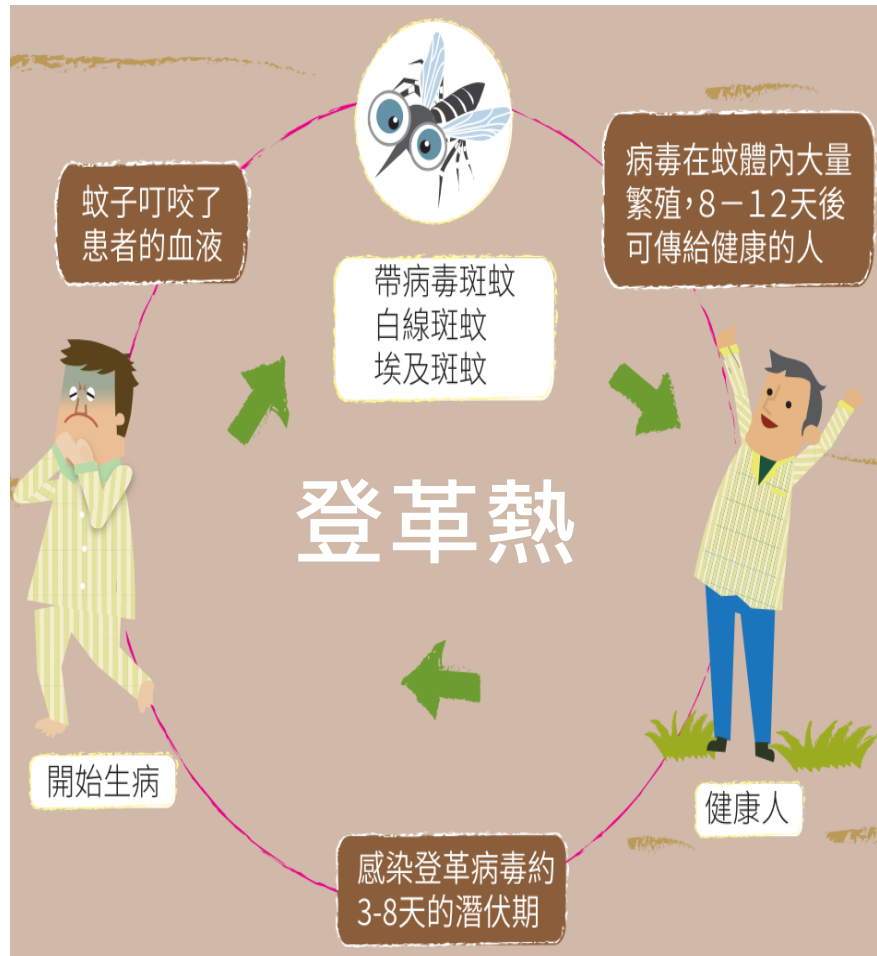 蚊子叮咬了
患者的血液
帶病毒斑蚊
白線斑蚊
埃及斑蚊
病毒在蚊體內大量
繁殖，8－12天後
可傳給健康的人
登革熱
開始生病
健康人
感染登革病毒約
3-8天的潛伏期